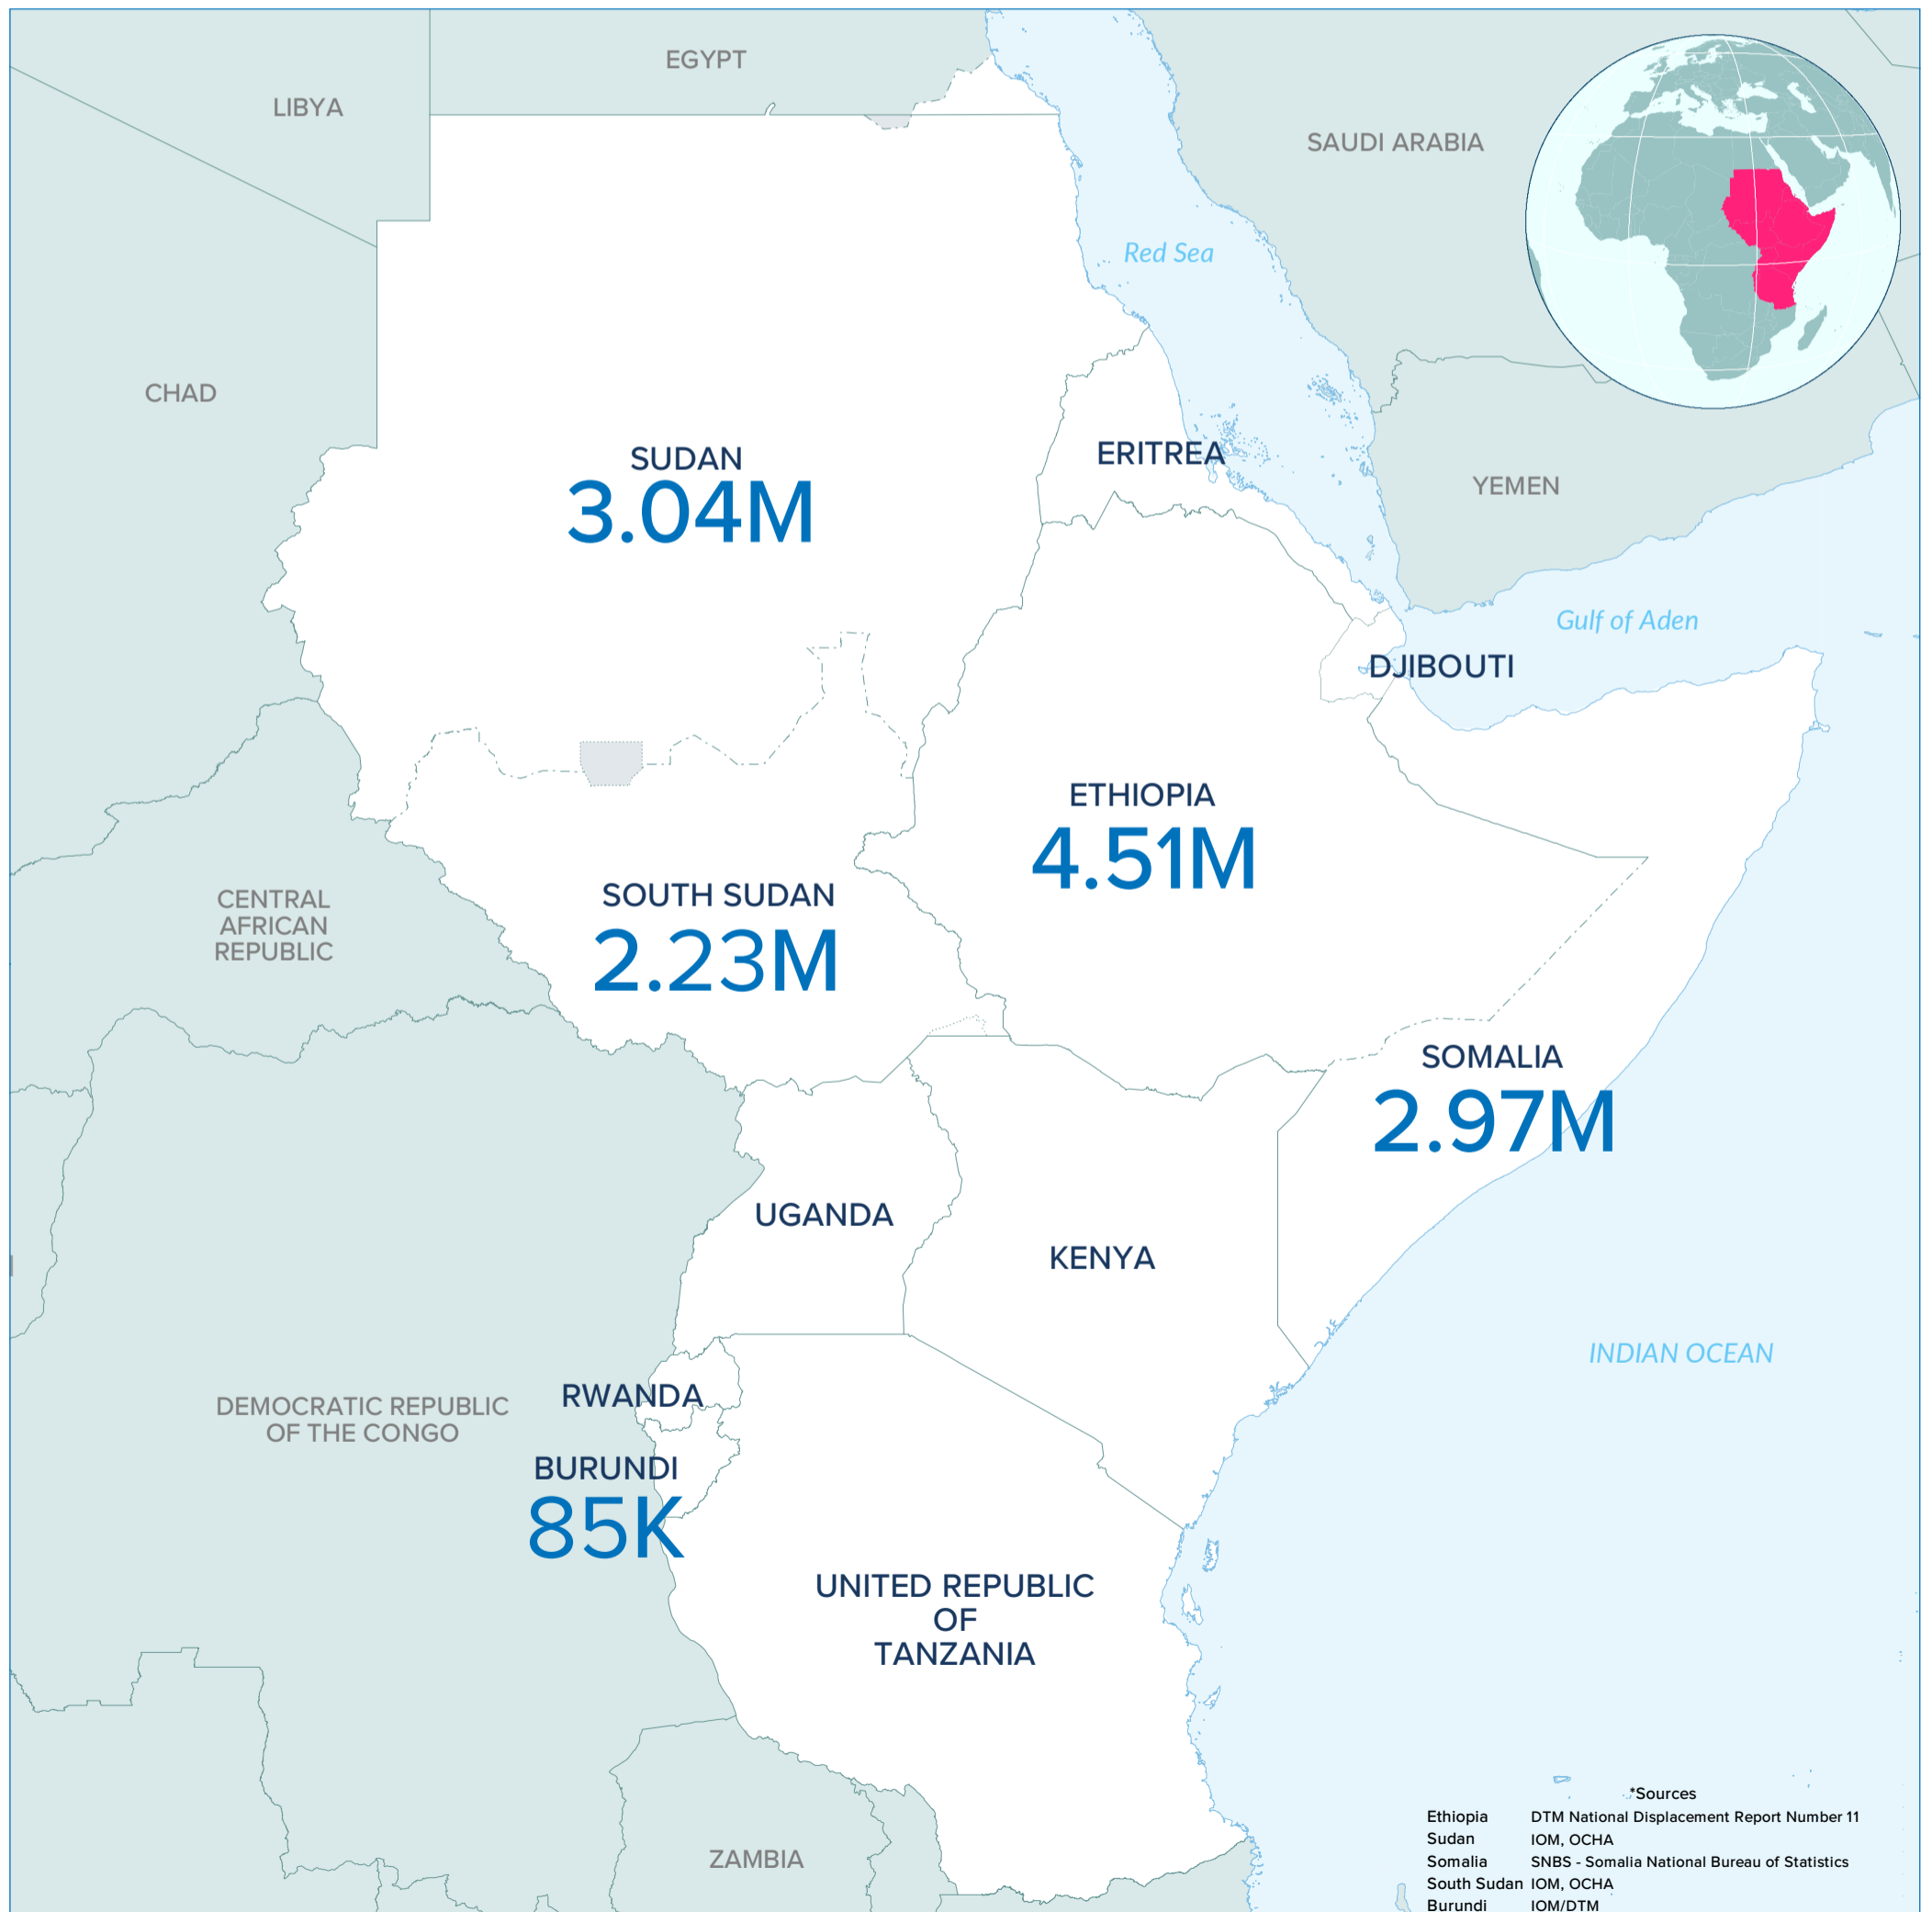 EGYPT
LIBYA
SAUDI ARABIA
Red Sea
CHAD
SUDAN
3.04M
ERITREA
YEMEN
Gulf of Aden
DJIBOUTI
ETHIOPIA
4.51M
CENTRAL
AFRICAN
REPUBLIC
SOUTH SUDAN
2.23M
SOMALIA
2.97M
UGANDA
KENYA
INDIAN OCEAN
RWANDA
DEMOCRATIC REPUBLIC
OF THE CONGO
BURUNDI
85K
UNITED REPUBLIC
OF
TANZANIA
ZAMBIA
*Sources
Ethiopia DTM National Displacement Report Number 11
Sudan IOM, OCHA
Somalia SNBS - Somalia National Bureau of Statistics
South Sudan IOM, OCHA
Burundi IOM/DTM